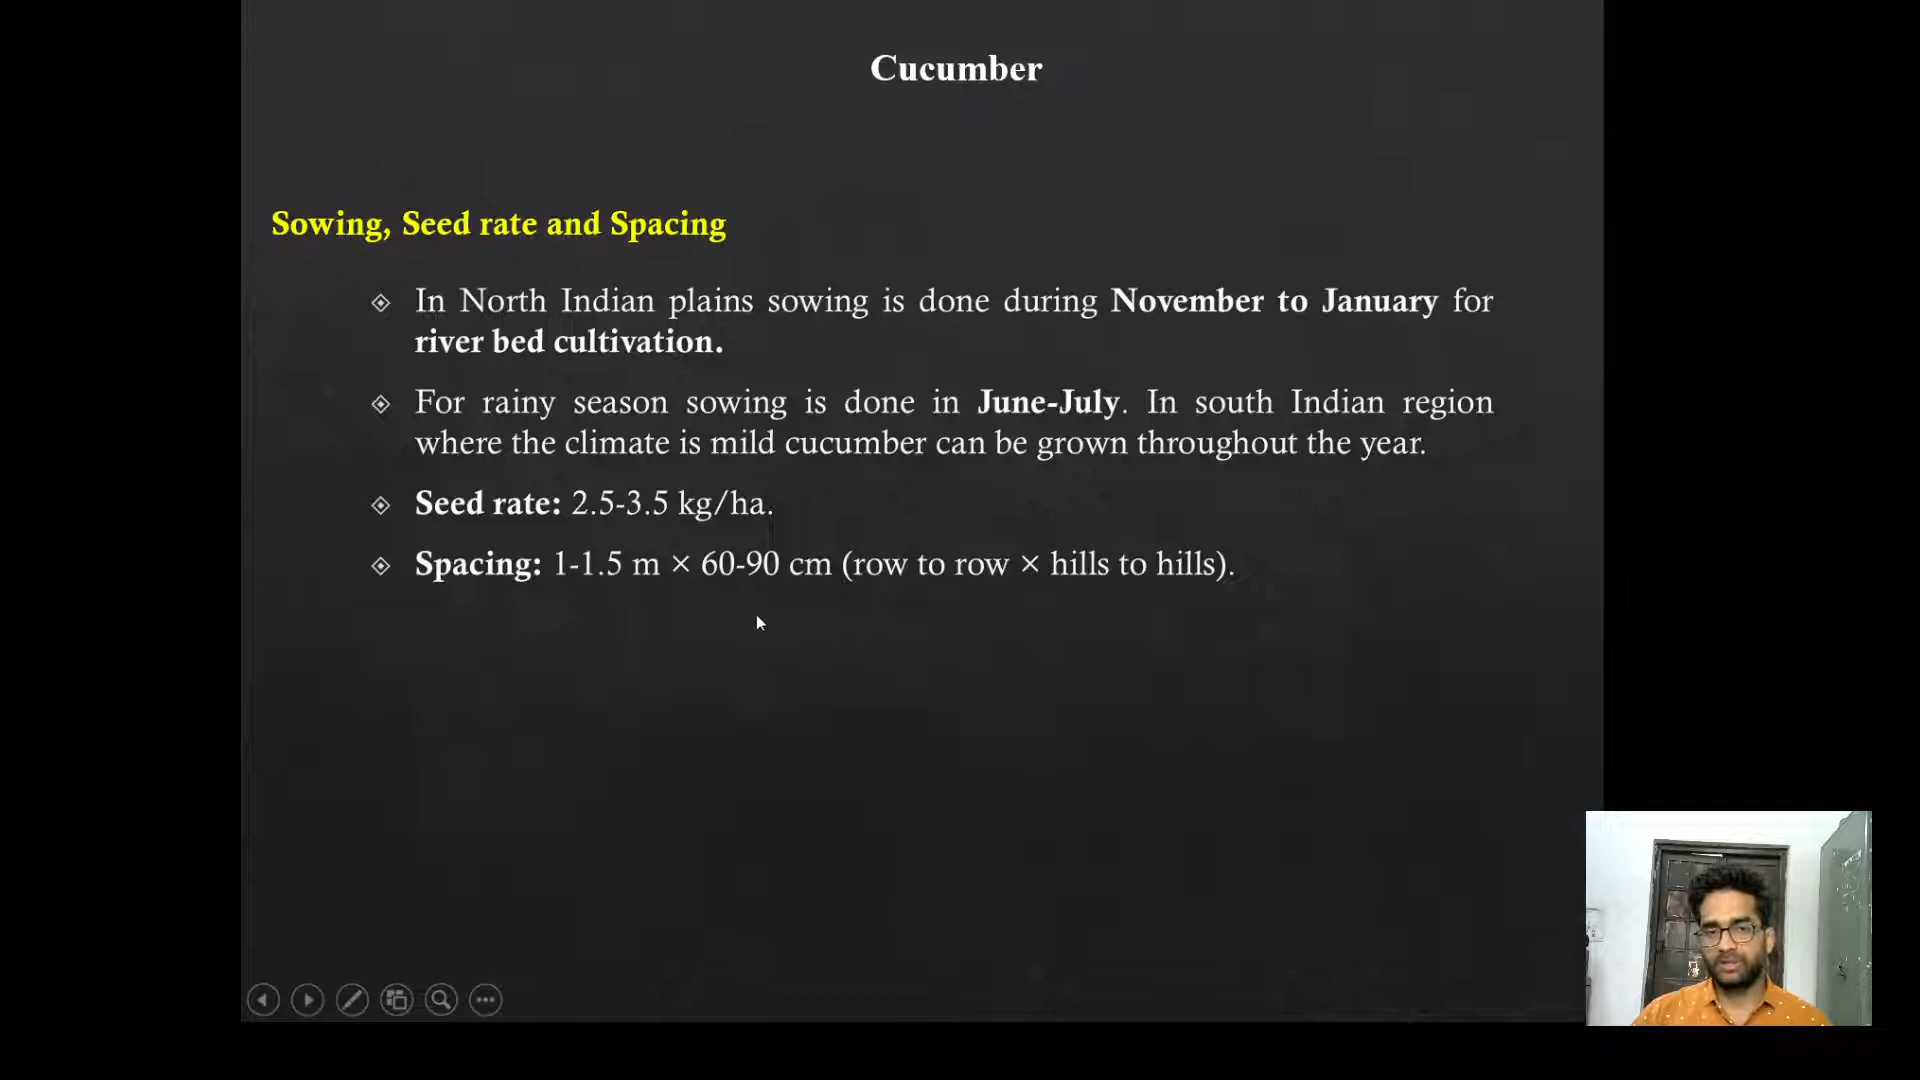 Cucumber
Sowing, Seed rate and Spacing
In North Indian plains sowing is done during November to January for
river bed cultivation.
For rainy season sowing is done in June-July. In south Indian region
where the climate is mild cucumber can be grown throughout the year.
Seed rate: 2.5-3.5 kg/ha.
Spacing: 1-1.5 m × 60-90 cm (row to row × hills to hills).